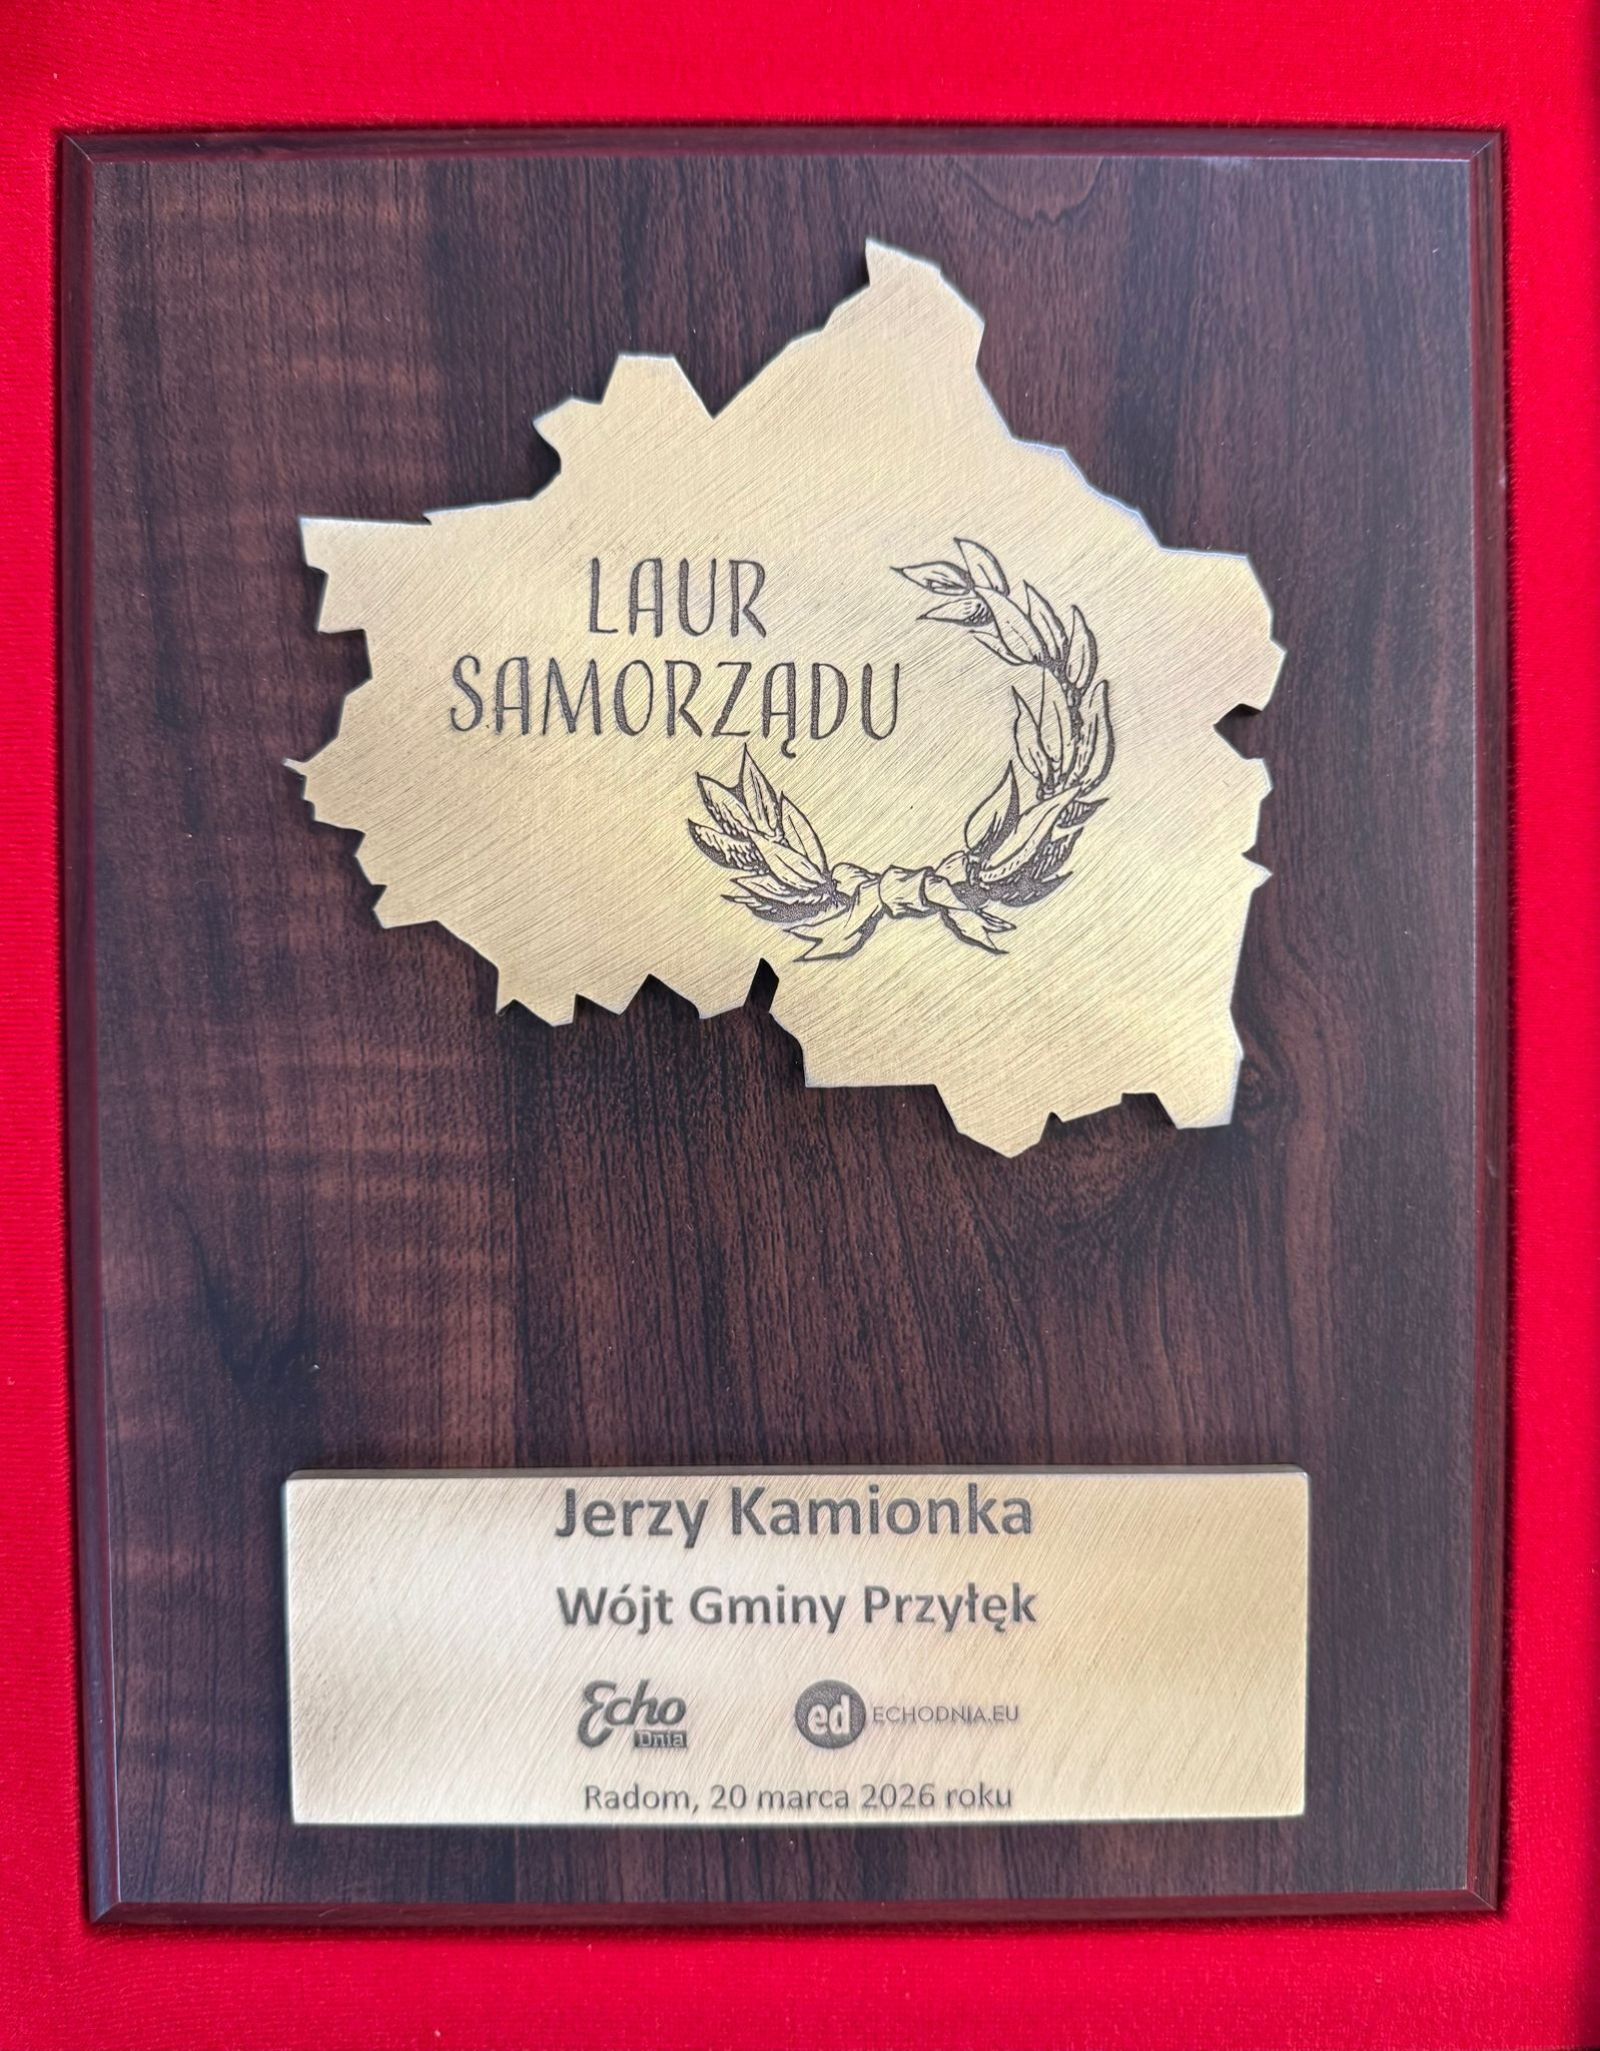 LAUR
SAMORZĄDU
Jerzy Kamionka
Wójt Gminy Przyłęk
Echo
Dnia
ed ECHODNIA.EU
Radom, 20 marca 2026 roku